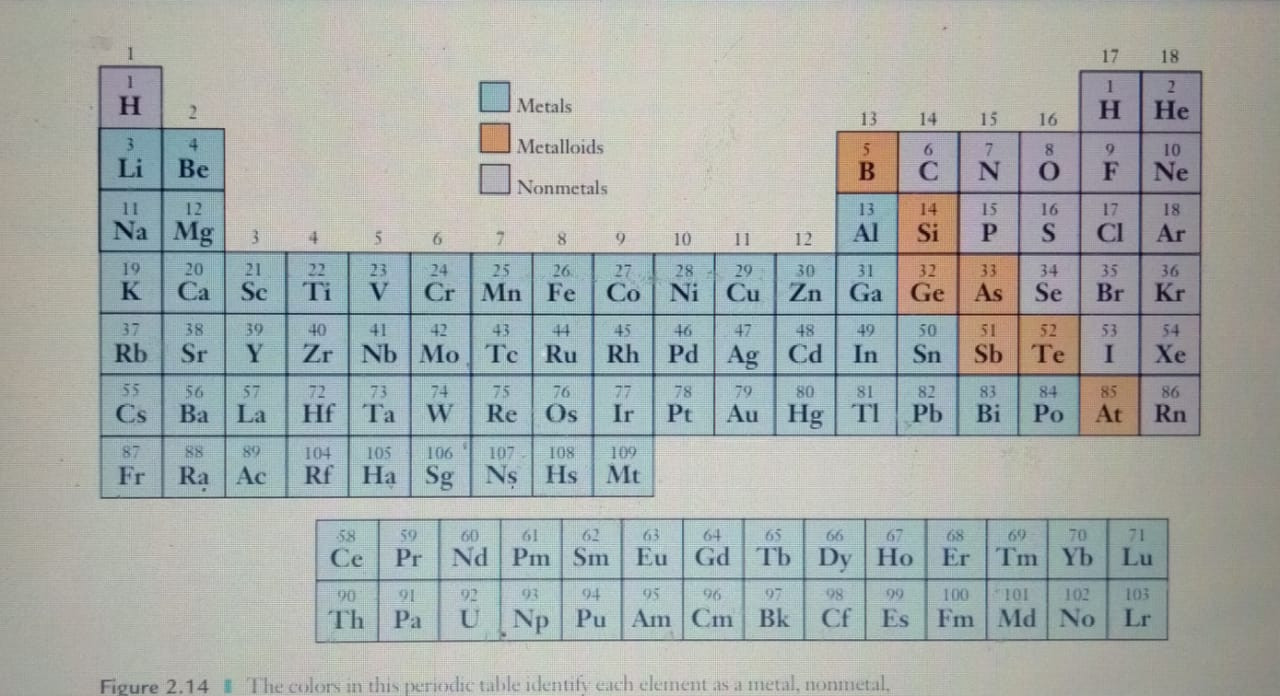 1 17 18
1 1 2
H 2 Metals 13 14 15 16 H He
3 4 Metalloids 5 6 7 8 9 10
Li Be Nonmetals B C N O F Ne
11 12 13 14 15 16 17 18
Na Mg 3 4 5 6 7 8 9 10 11 12 Al Si P S Cl Ar
19 20 21 22 23 24 25 26 27 28 29 30 31 32 33 34 35 36
K Ca Sc Ti V Cr Mn Fe Co Ni Cu Zn Ga Ge As Se Br Kr
37 38 39 40 41 42 43 44 45 46 47 48 49 50 51 52 53 54
Rb Sr Y Zr Nb Mo Tc Ru Rh Pd Ag Cd In Sn Sb Te I Xe
55 56 57 72 73 74 75 76 77 78 79 80 81 82 83 84 85 86
Cs Ba La Hf Ta W Re Os Ir Pt Au Hg Tl Pb Bi Po At Rn
87 88 89 104 105 106 107 108 109
Fr Ra Ac Rf Ha Sg Ns Hs Mt
58 59 60 61 62 63 64 65 66 67 68 69 70 71
Ce Pr Nd Pm Sm Eu Gd Tb Dy Ho Er Tm Yb Lu
90 91 92 93 94 95 96 97 98 99 100 101 102 103
Th Pa U Np Pu Am Cm Bk Cf Es Fm Md No Lr
Figure 2.14 The colors in this periodic table identify each element as a metal, nonmetal,